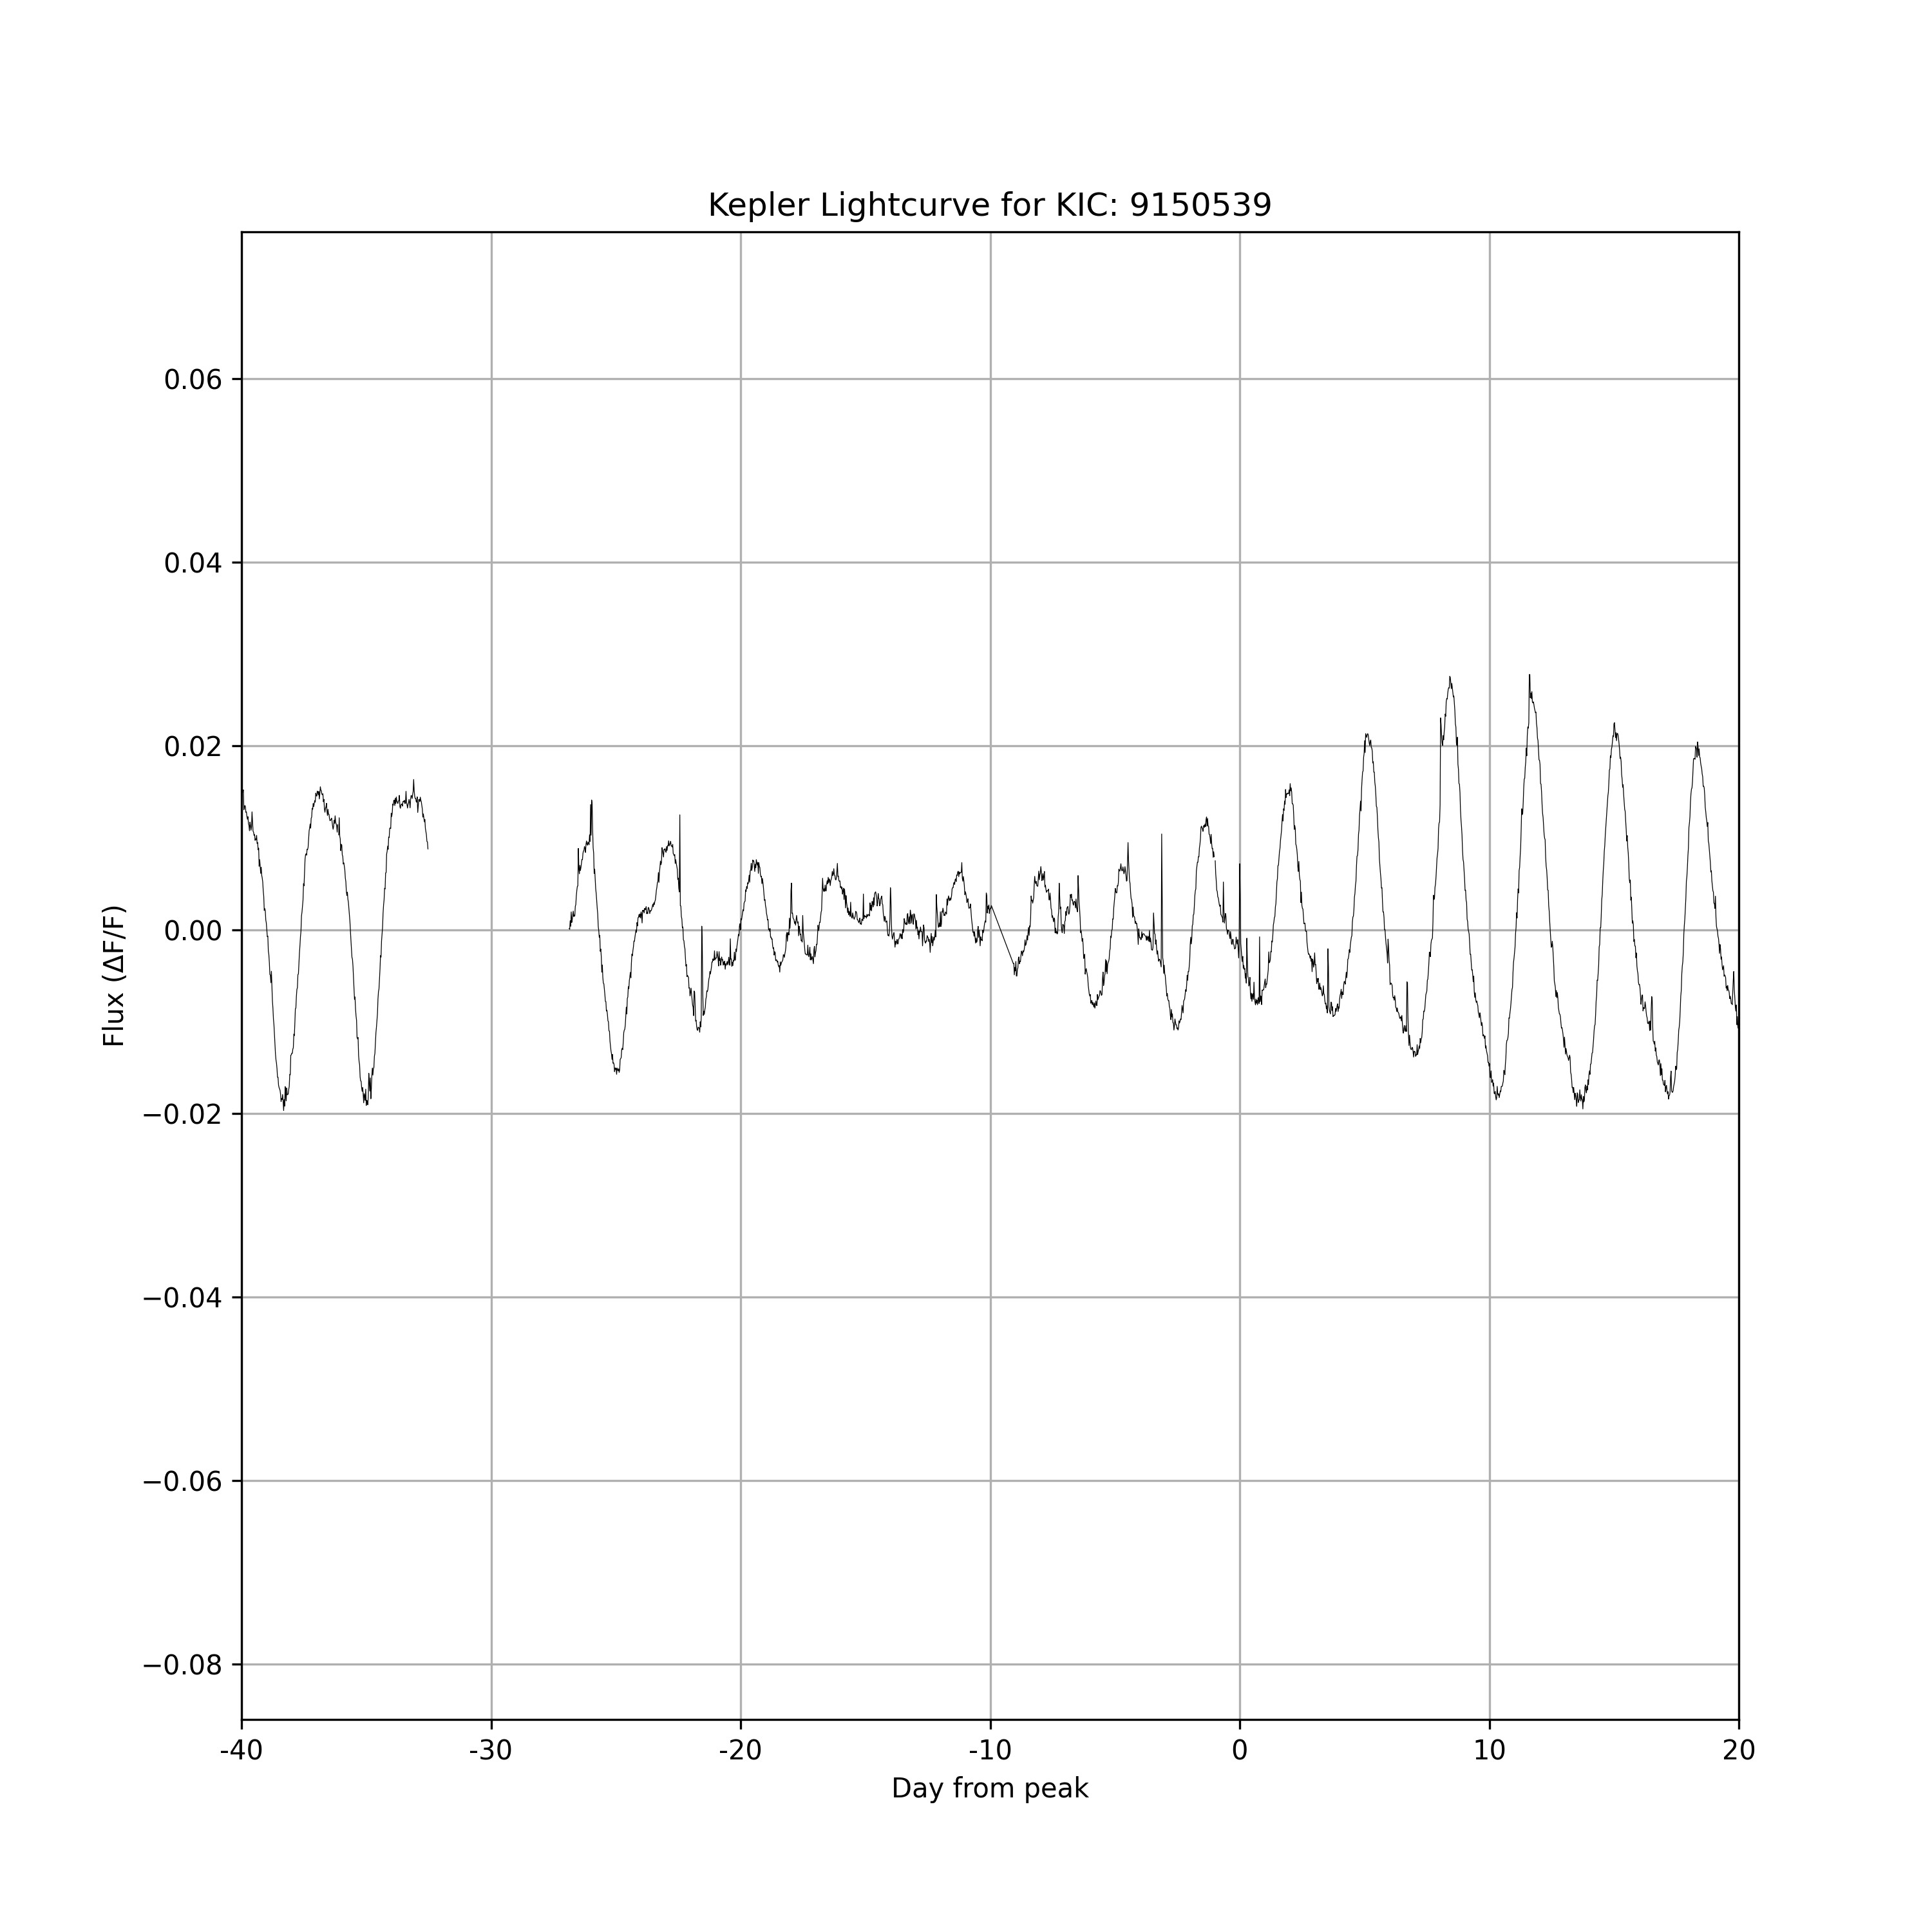 Kepler Lightcurve for KIC: 9150539
Flux (ΔF/F)
0.06
0.04
0.02
0.00
−0.02
−0.04
−0.06
−0.08
-40 -30 -20 -10 0 10 20
Day from peak